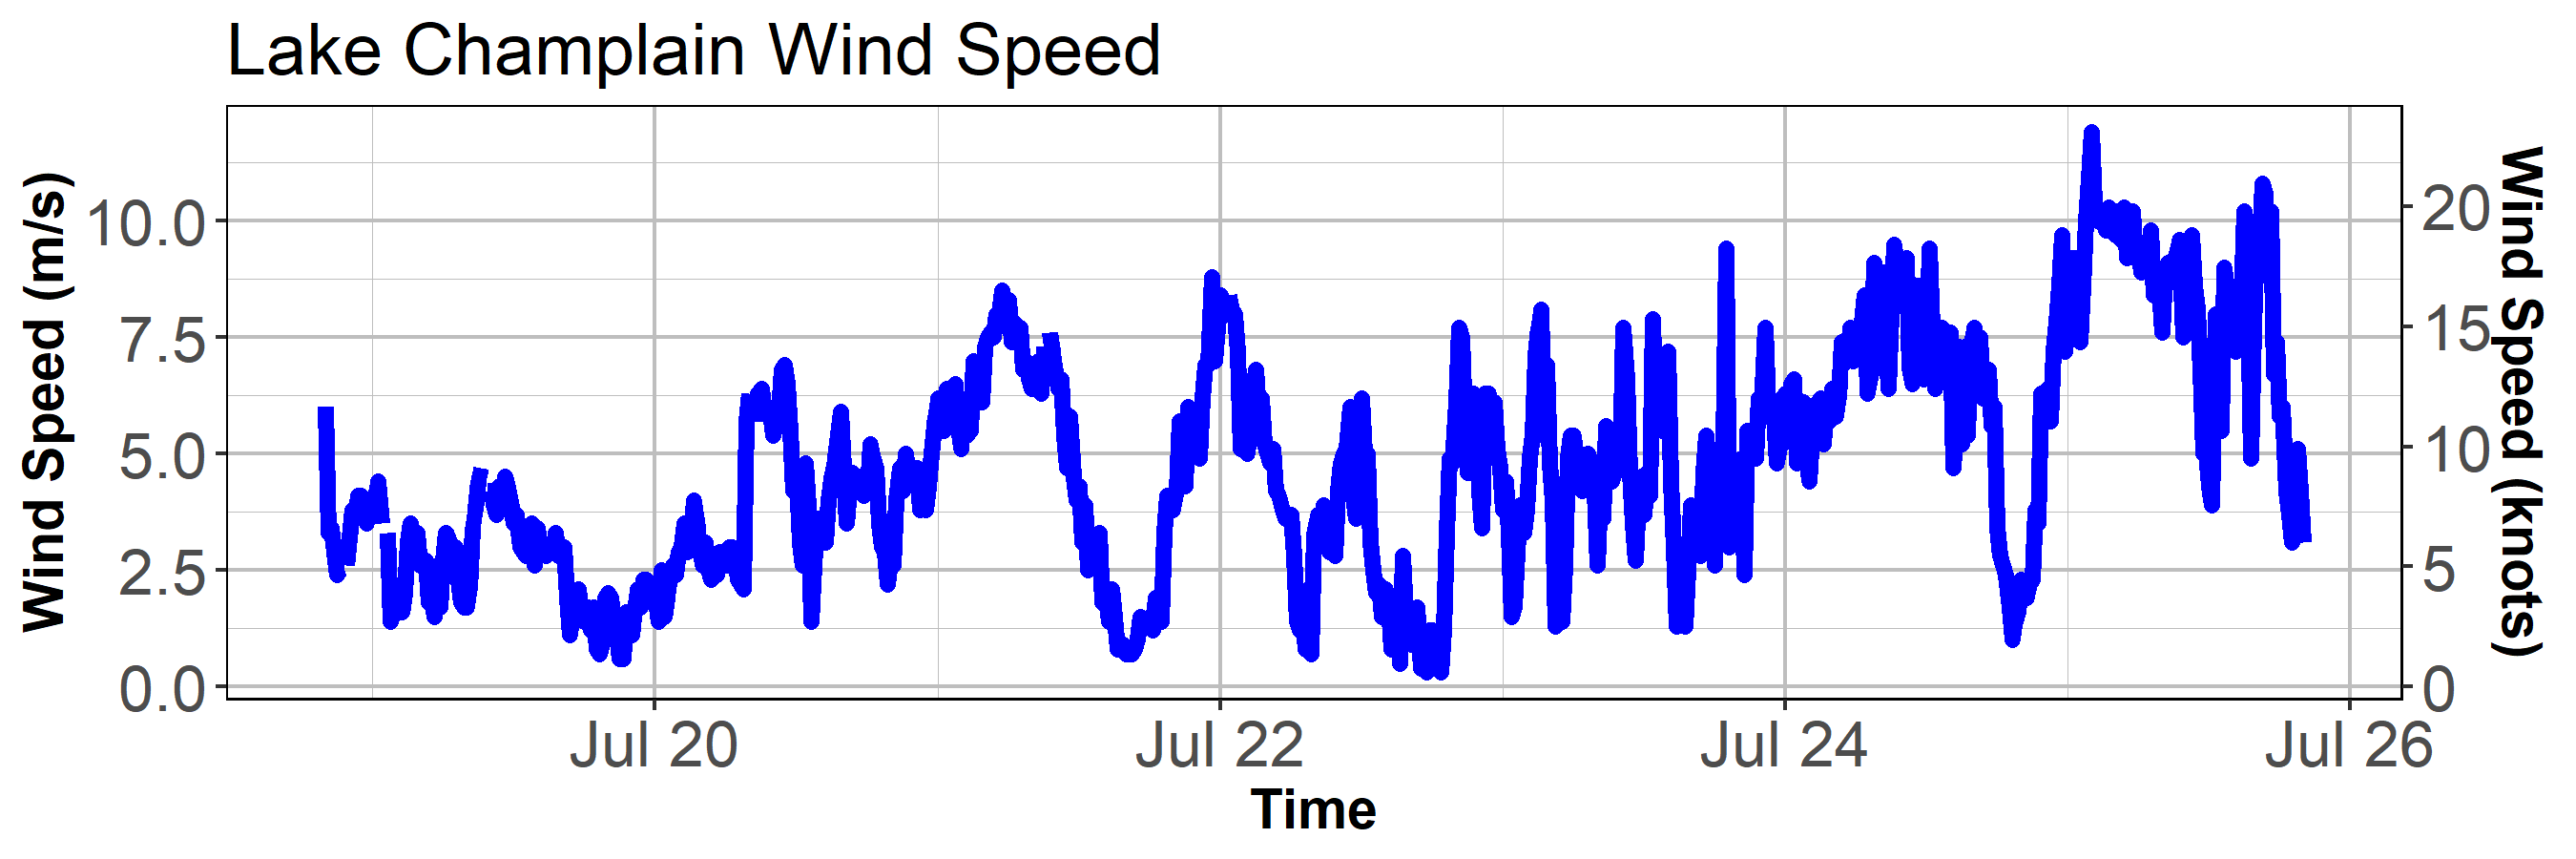 Lake Champlain Wind Speed
Wind Speed (m/s)
10.0
7.5
5.0
2.5
0.0
20
15
10
5
0
Wind Speed (knots)
Jul 20
Jul 22
Jul 24
Jul 26
Time